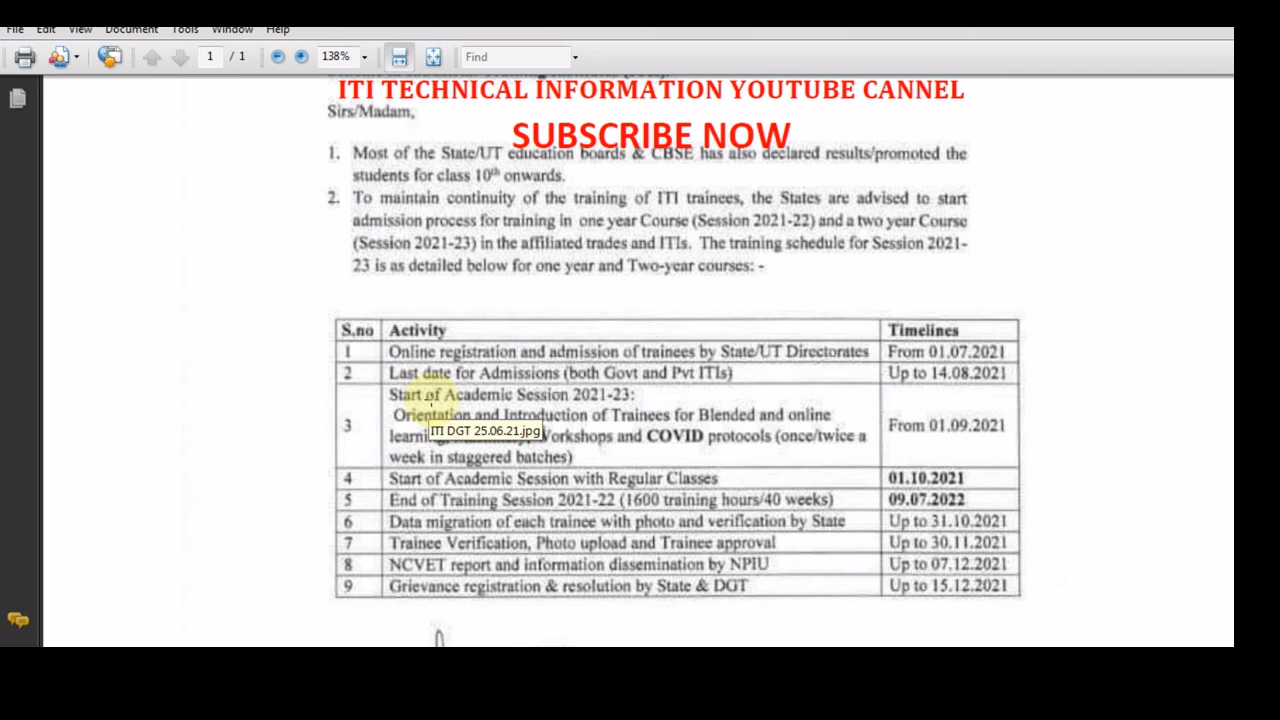 File Edit View Document Tools Window Help
1 / 1 138% Find
ITI TECHNICAL INFORMATION YOUTUBE CANNEL
Sirs/Madam,
SUBSCRIBE NOW
1. Most of the State/UT education boards & CBSE has also declared results/promoted the
students for class 10th onwards.
2. To maintain continuity of the training of ITI trainees, the States are advised to start
admission process for training in one year Course (Session 2021-22) and a two year Course
(Session 2021-23) in the affiliated trades and ITIs. The training schedule for Session 2021-
23 is as detailed below for one year and Two-year courses: -
S.no Activity Timelines
1 Online registration and admission of trainees by State/UT Directorates From 01.07.2021
2 Last date for Admissions (both Govt and Pvt ITIs) Up to 14.08.2021
3 Start of Academic Session 2021-23:
Orientation and Introduction of Trainees for Blended and online
From 01.09.2021
ITI DGT 25.06.21.jpg
Workshops and COVID protocols (once/twice a
week in staggered batches)
4 Start of Academic Session with Regular Classes 01.10.2021
5 End of Training Session 2021-22 (1600 training hours/40 weeks) 09.07.2022
6 Data migration of each trainee with photo and verification by State Up to 31.10.2021
7 Trainee Verification, Photo upload and Trainee approval Up to 30.11.2021
8 NCVET report and information dissemination by NPIU Up to 07.12.2021
9 Grievance registration & resolution by State & DGT Up to 15.12.2021